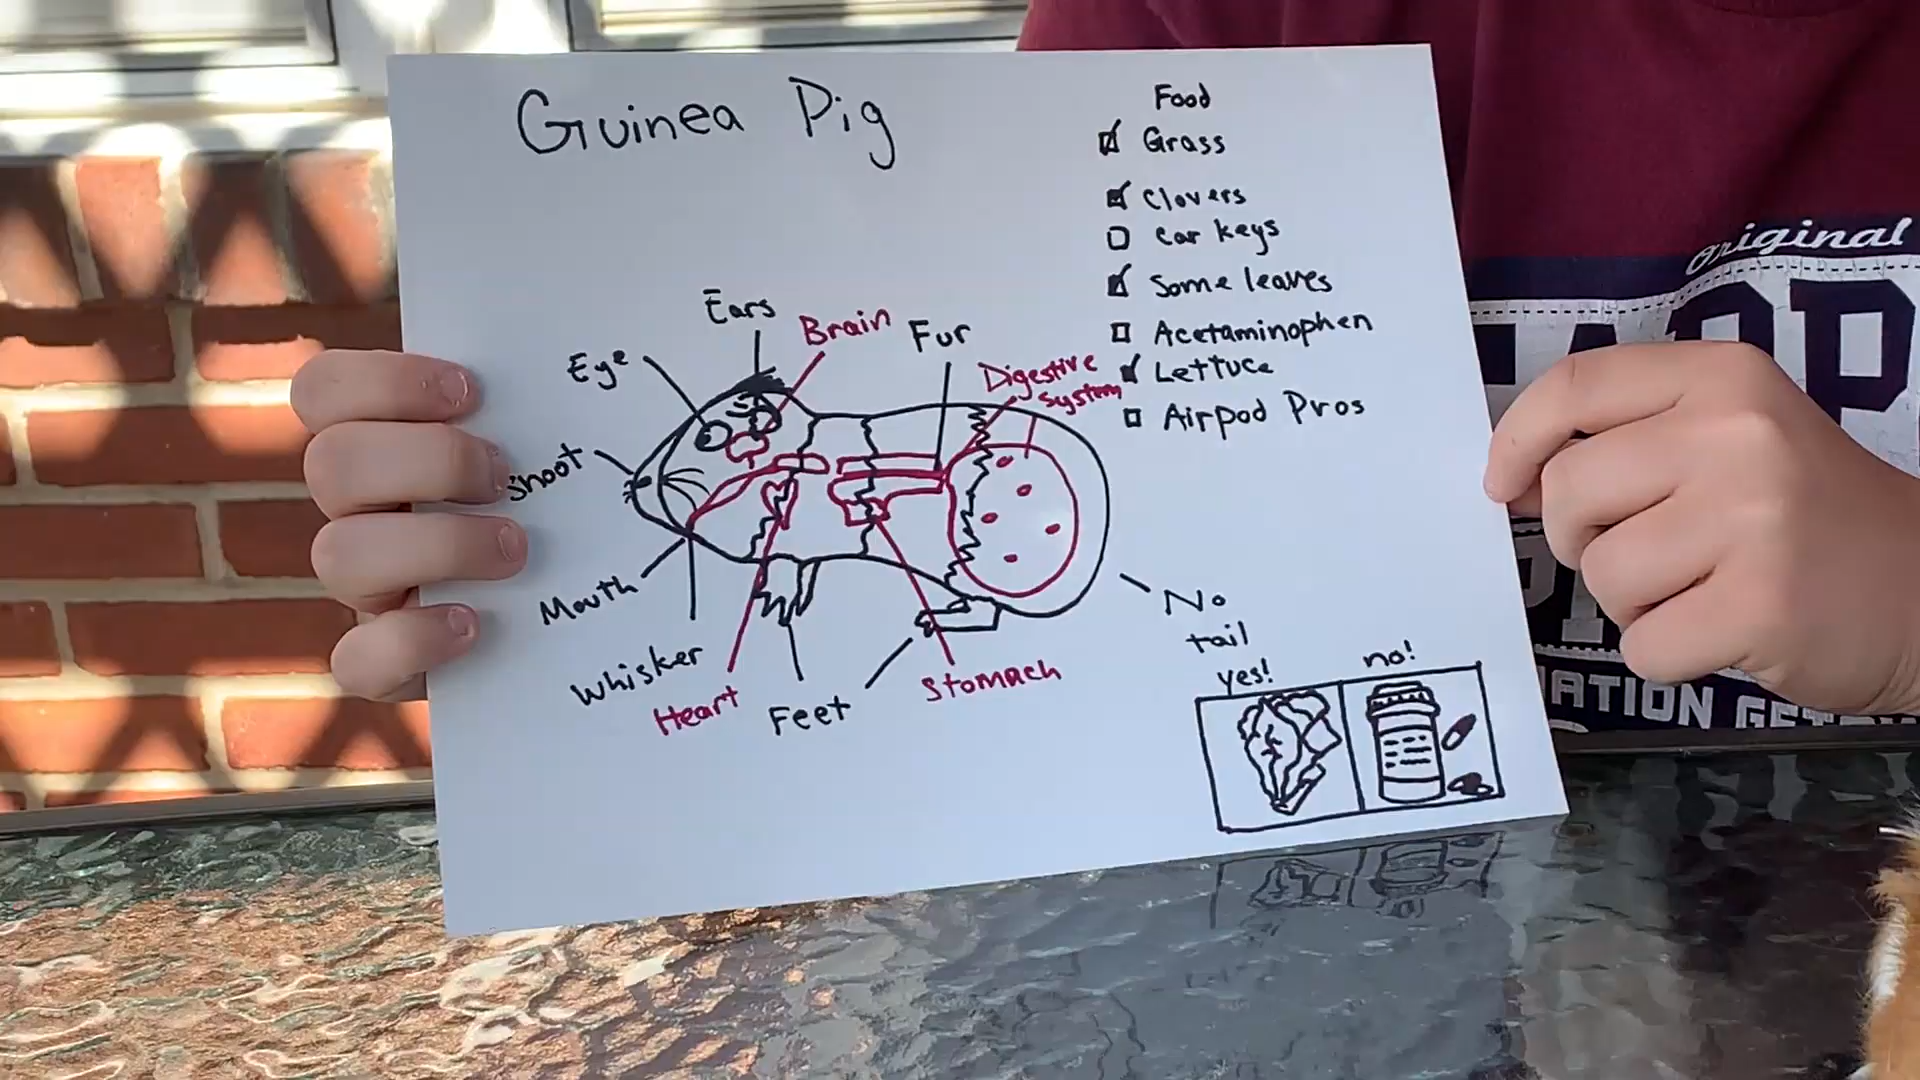 Guinea Pig
Food
Grass
Clovers
Car keys
Some leaves
Acetaminophen
Lettuce
Airpod Pros
Ears
Brain
Fur
Eye
Digestive
System
Snoot
Mouth
Whisker
Heart
Feet
Stomach
No
tail
yes!
no!
Original